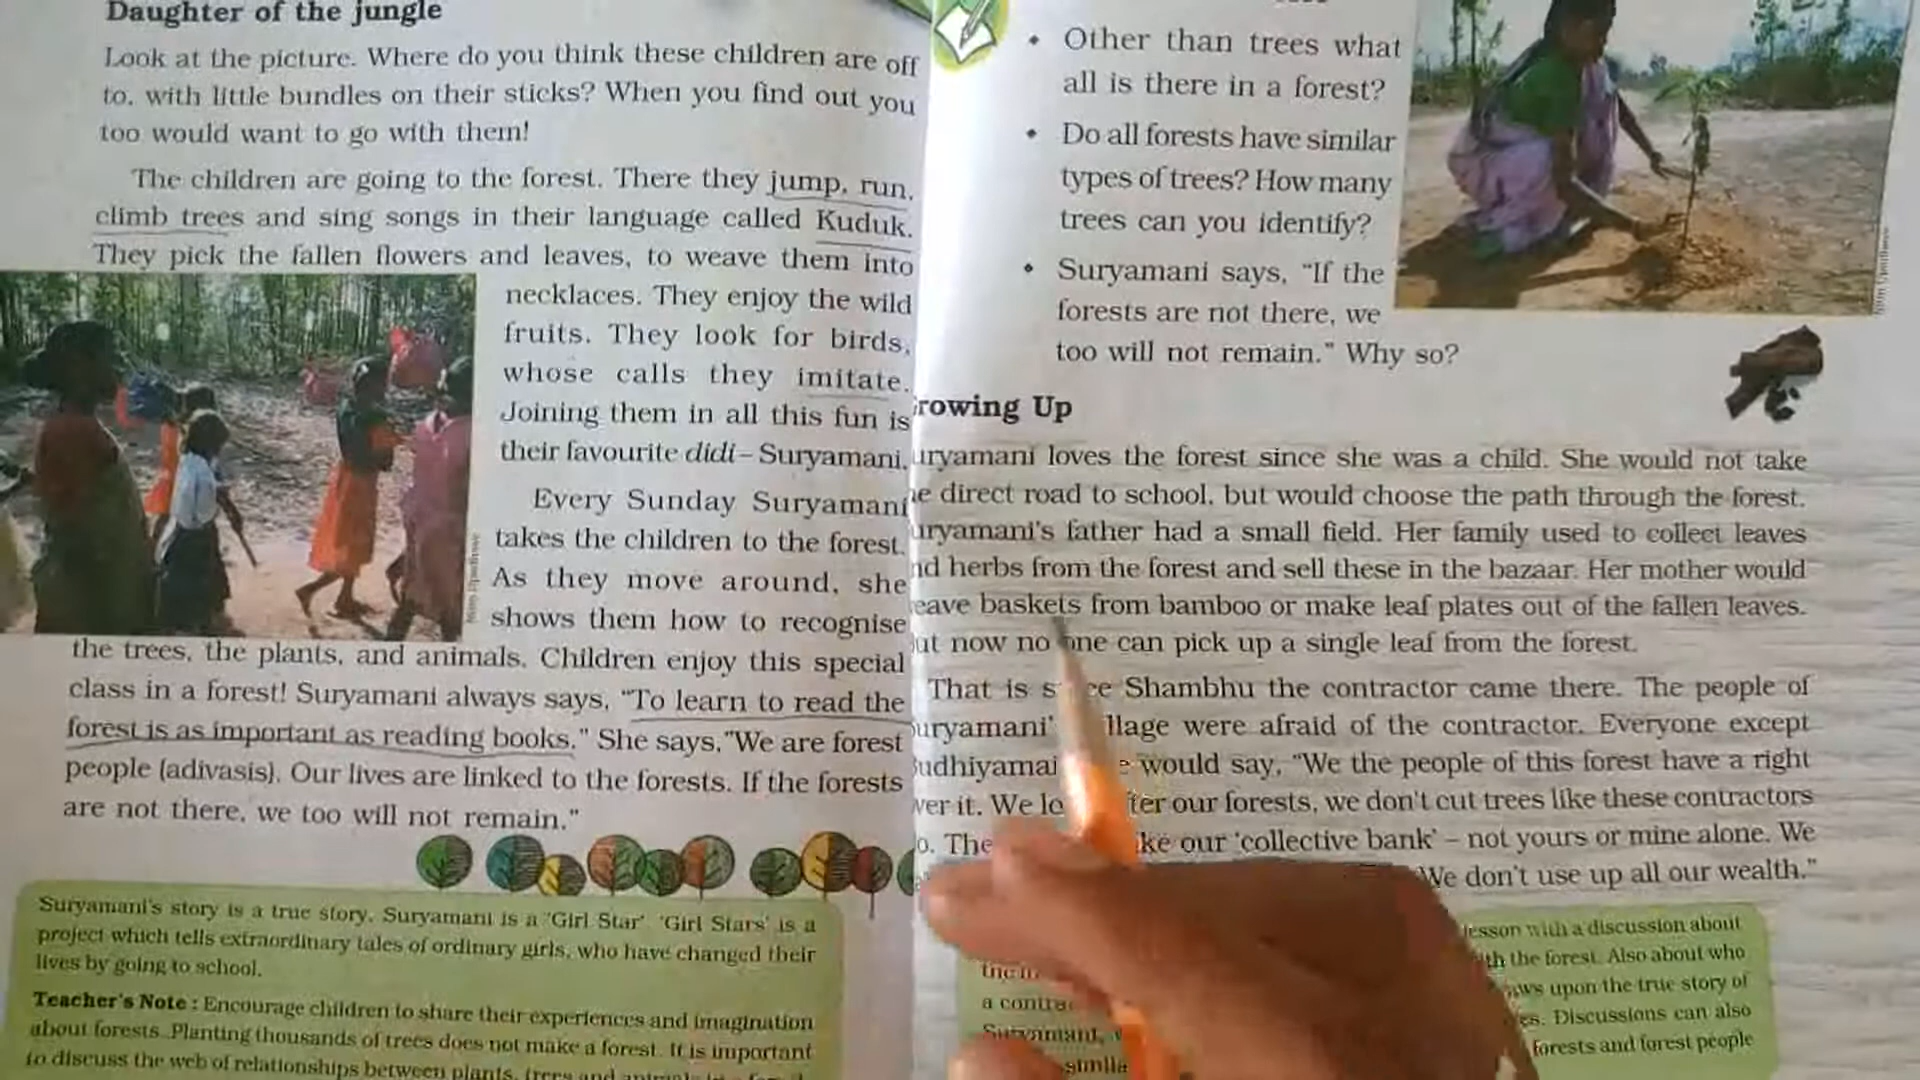 Daughter of the jungle
Look at the picture. Where do you think these children are off
to, with little bundles on their sticks? When you find out you
too would want to go with them!
The children are going to the forest. There they jump, run,
climb trees and sing songs in their language called Kuduk.
They pick the fallen flowers and leaves, to weave them into
necklaces. They enjoy the wild
fruits. They look for birds,
whose calls they imitate.
Joining them in all this fun is
their favourite didi– Suryamani.
Every Sunday Suryamani
takes the children to the forest.
As they move around, she
shows them how to recognise
the trees, the plants, and animals. Children enjoy this special
class in a forest! Suryamani always says, “To learn to read the
forest is as important as reading books.” She says,"We are forest
people (adivasis). Our lives are linked to the forests. If the forests
are not there, we too will not remain.”
Suryamani's story is a true story. Suryamani is a 'Girl Star' 'Girl Stars' is a
project which tells extraordinary tales of ordinary girls, who have changed their
lives by going to school.
Teacher's Note : Encourage children to share their experiences and imagination
about forests. Planting thousands of trees does not make a forest. It is important
to discuss the web of relationships between plants, trees and
• Other than trees what
all is there in a forest?
• Do all forests have similar
types of trees? How many
trees can you identify?
• Suryamani says, “If the
forests are not there, we
too will not remain.” Why so?
rowing Up
uryamani loves the forest since she was a child. She would not take
e direct road to school, but would choose the path through the forest.
uryamani's father had a small field. Her family used to collect leaves
nd herbs from the forest and sell these in the bazaar. Her mother would
eave baskets from bamboo or make leaf plates out of the fallen leaves.
ut now no one can pick up a single leaf from the forest.
That is Shambhu the contractor came there. The people of
uryamani' llage were afraid of the contractor. Everyone except
udhiyamai would say, “We the people of this forest have a right
ver it. We lo ter our forests, we don't cut trees like these contractors
o. The ke our ‘collective bank’ – not yours or mine alone. We
We don't use up all our wealth.”
lesson with a discussion about
th the forest. Also about who
ws upon the true story of
a contra es. Discussions can also
Suryamani, forests and forest people
simila